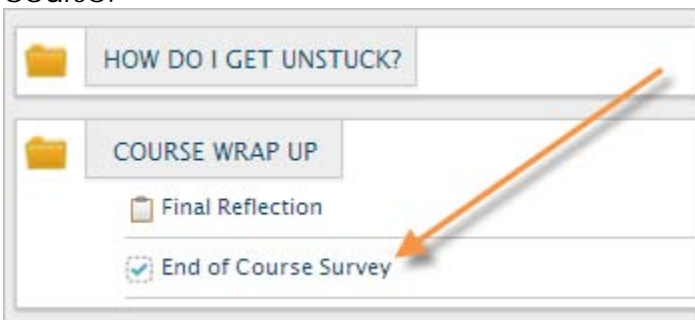 HOW DO I GET UNSTUCK?
COURSE WRAP UP
Final Reflection
End of Course Survey